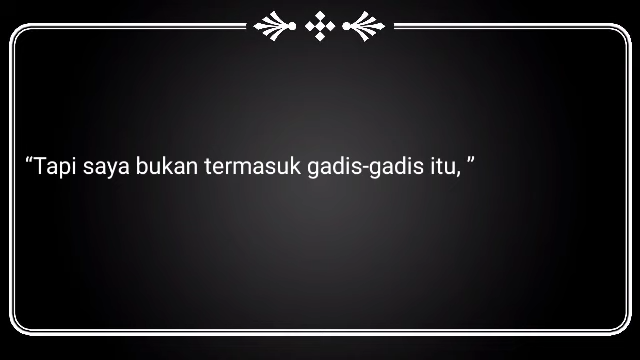 “Tapi saya bukan termasuk gadis-gadis itu, ”